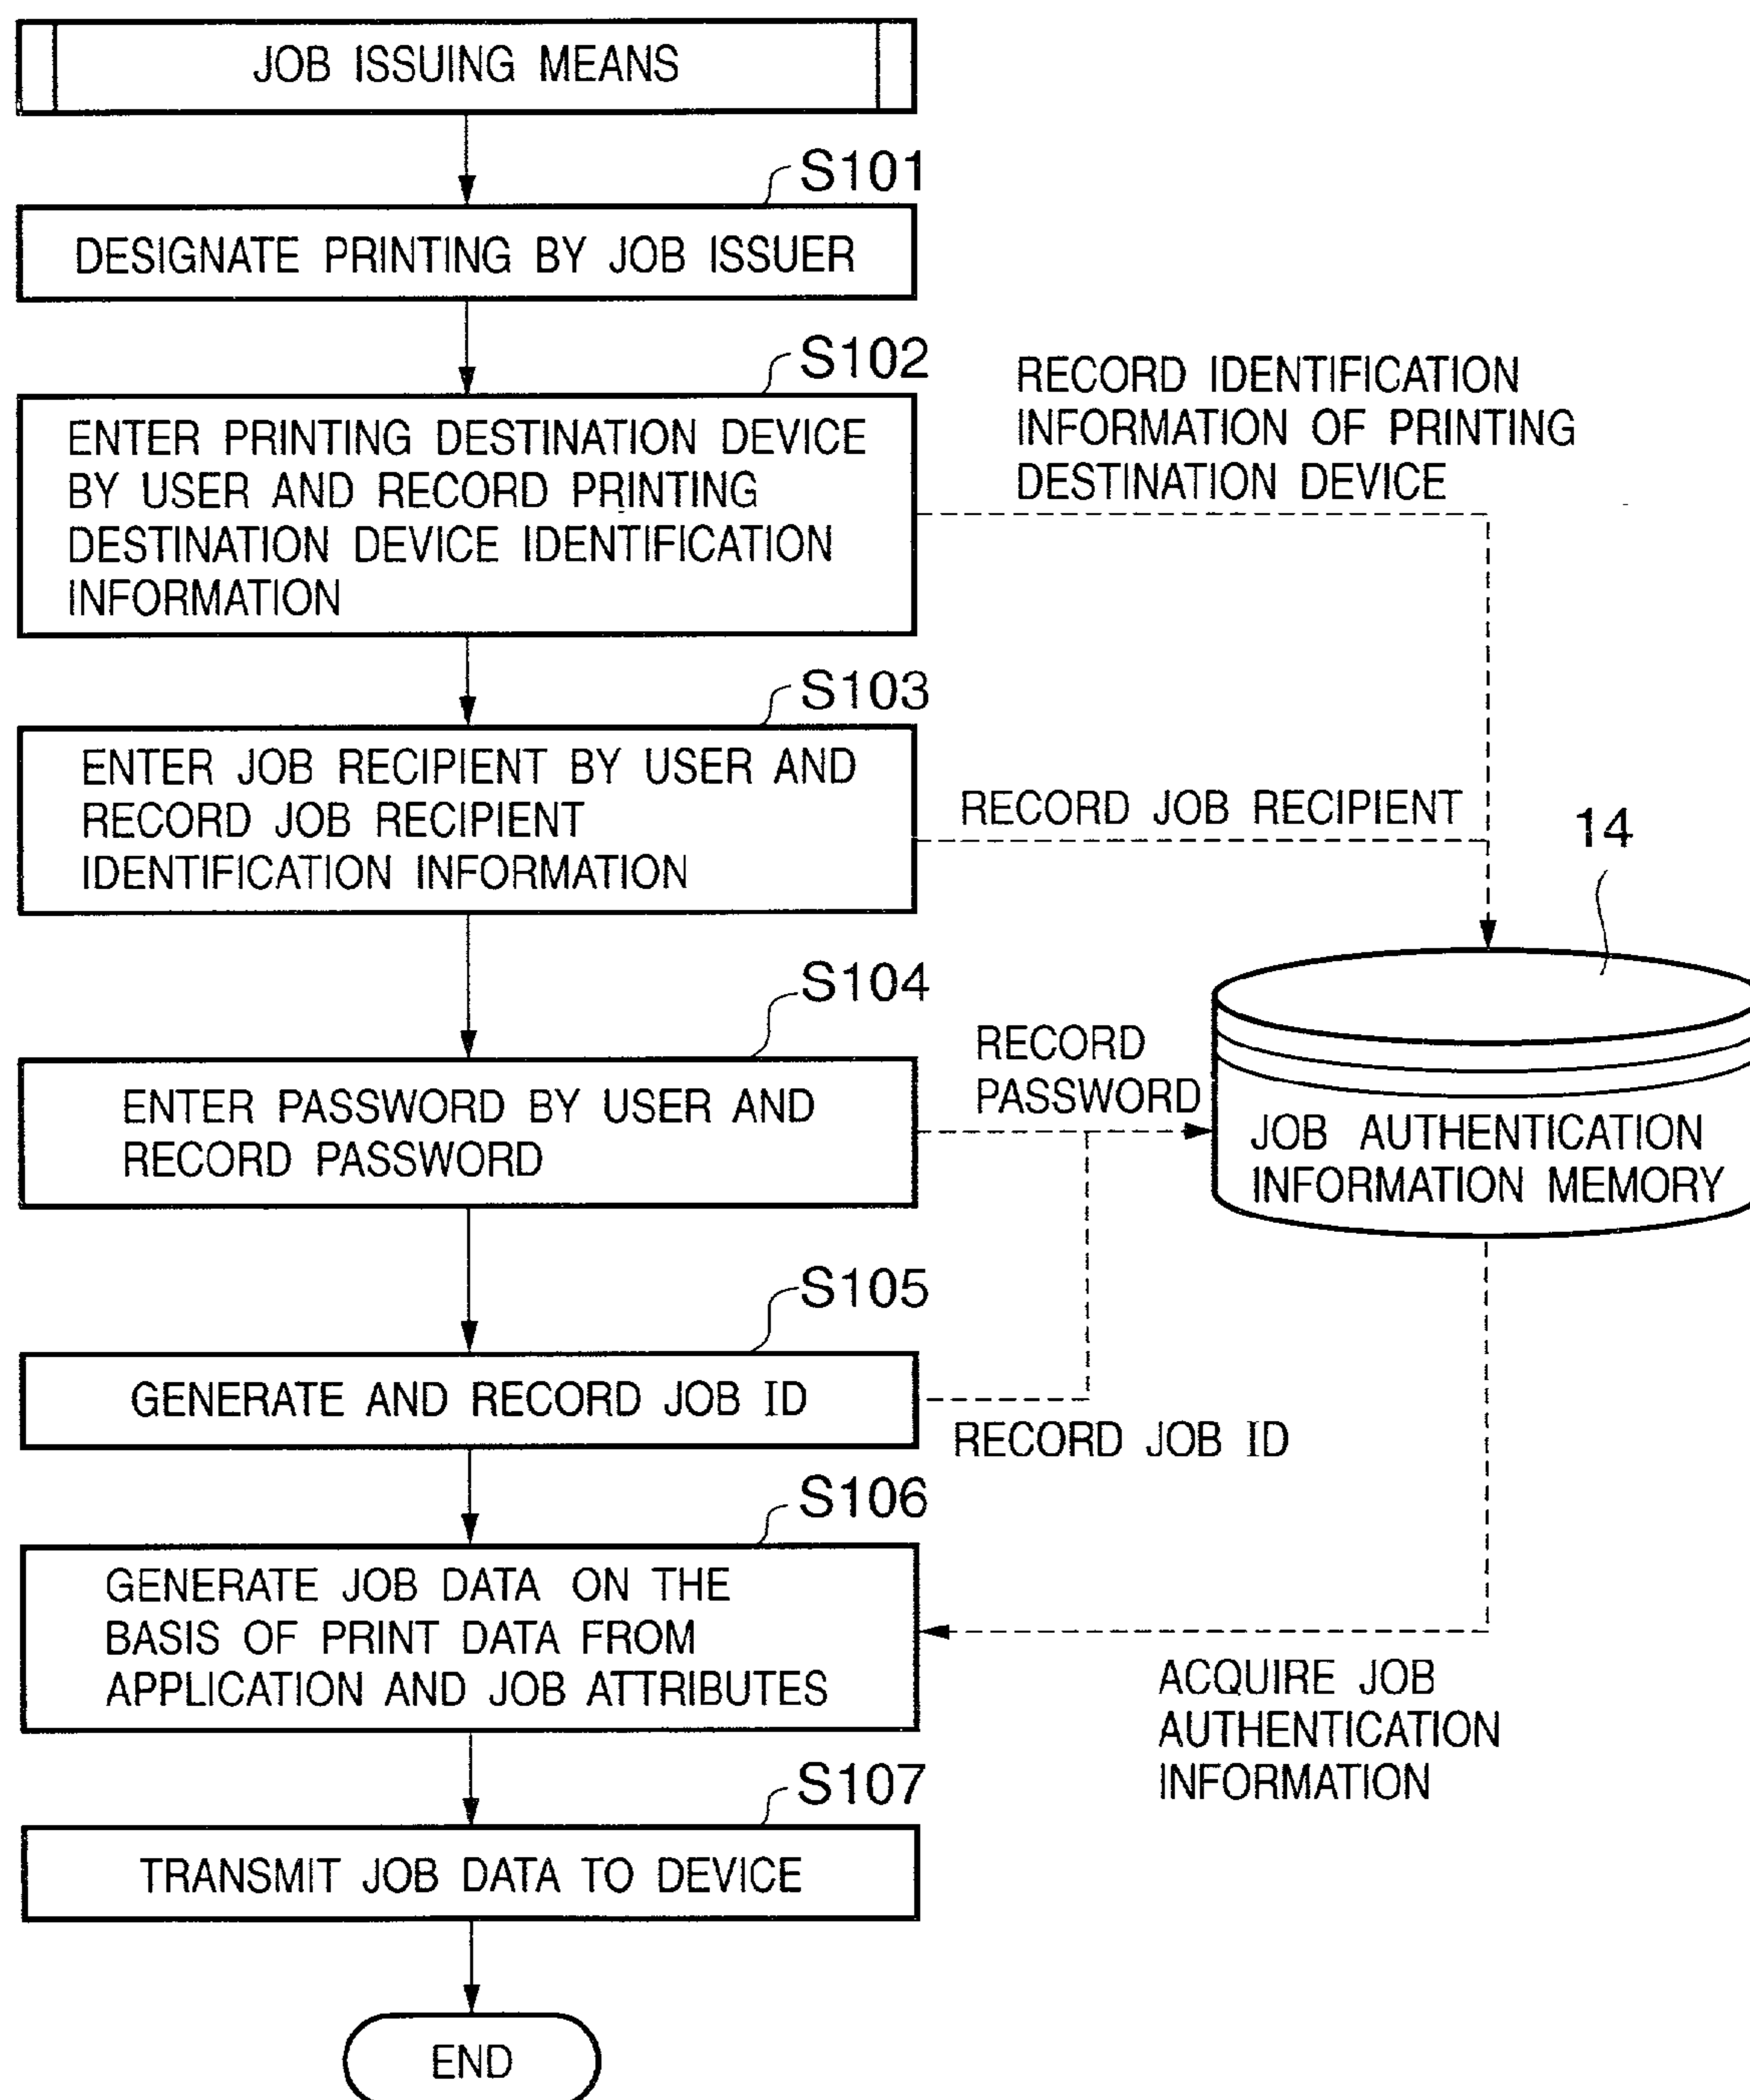 JOB ISSUING MEANS
S101
DESIGNATE PRINTING BY JOB ISSUER
S102
ENTER PRINTING DESTINATION DEVICE
BY USER AND RECORD PRINTING
DESTINATION DEVICE IDENTIFICATION
INFORMATION
RECORD IDENTIFICATION
INFORMATION OF PRINTING
DESTINATION DEVICE
S103
ENTER JOB RECIPIENT BY USER AND
RECORD JOB RECIPIENT
IDENTIFICATION INFORMATION
RECORD JOB RECIPIENT
14
S104
ENTER PASSWORD BY USER AND
RECORD PASSWORD
RECORD
PASSWORD
JOB AUTHENTICATION
INFORMATION MEMORY
S105
GENERATE AND RECORD JOB ID
RECORD JOB ID
S106
GENERATE JOB DATA ON THE
BASIS OF PRINT DATA FROM
APPLICATION AND JOB ATTRIBUTES
ACQUIRE JOB
AUTHENTICATION
INFORMATION
S107
TRANSMIT JOB DATA TO DEVICE
END